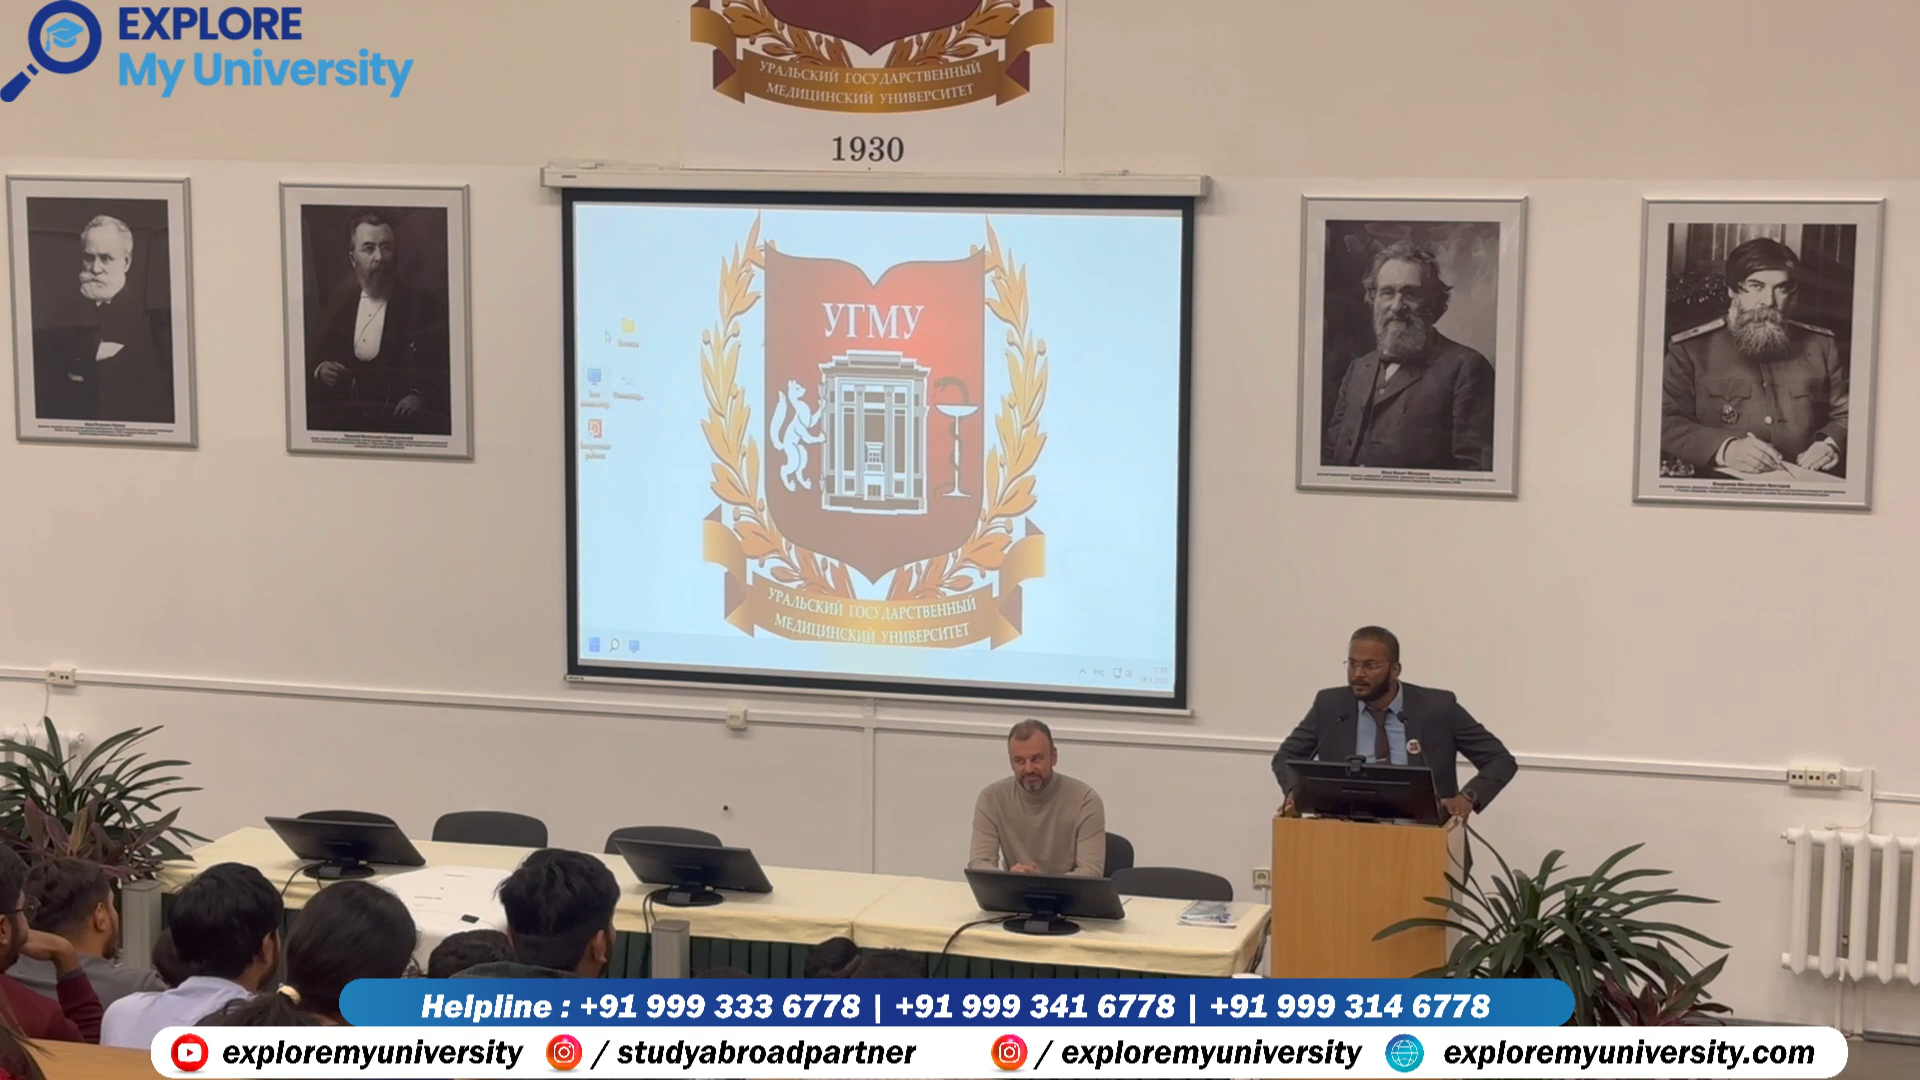 EXPLORE
My University
УРАЛЬСКИЙ ГОСУДАРСТВЕННЫЙ
МЕДИЦИНСКИЙ УНИВЕРСИТЕТ
1930
УГМУ
УРАЛЬСКИЙ ГОСУДАРСТВЕННЫЙ
МЕДИЦИНСКИЙ УНИВЕРСИТЕТ
Helpline : +91 999 333 6778 | +91 999 341 6778 | +91 999 314 6778
exploremyuniversity / studyabroadpartner / exploremyuniversity exploremyuniversity.com